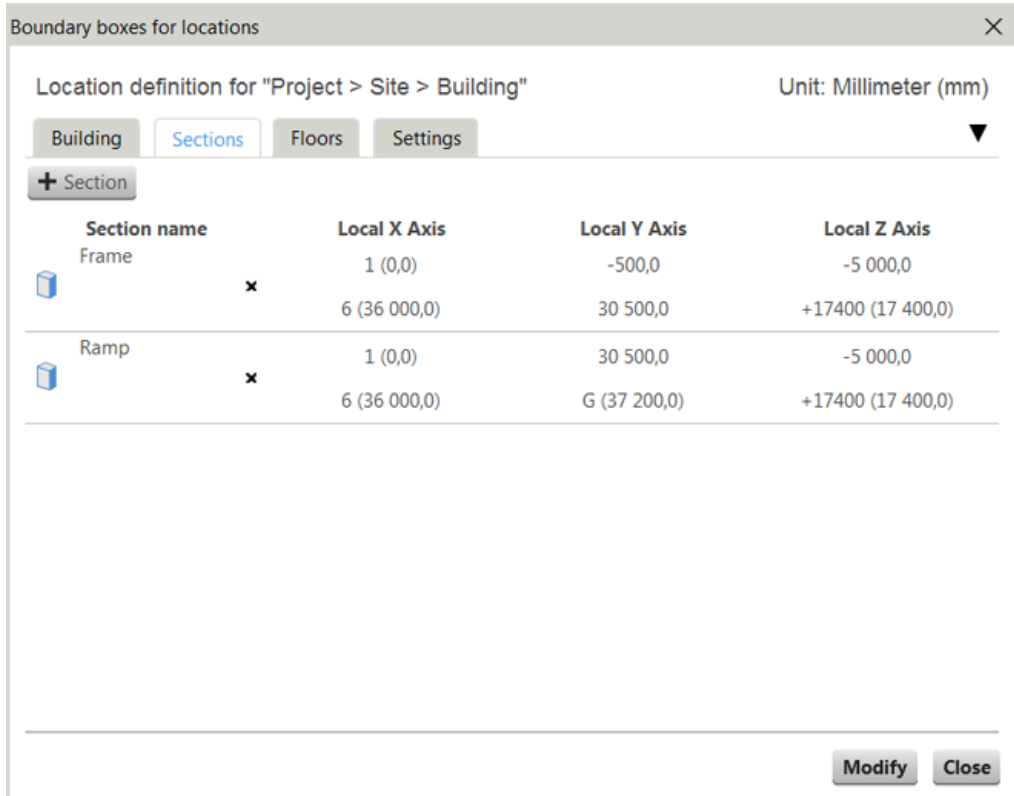 Boundary boxes for locations
Location definition for "Project > Site > Building" Unit: Millimeter (mm)
Building Sections Floors Settings
+ Section
Section name Local X Axis Local Y Axis Local Z Axis
Frame
1 (0,0) -500,0 -5 000,0
6 (36 000,0) 30 500,0 +17400 (17 400,0)
Ramp
1 (0,0) 30 500,0 -5 000,0
6 (36 000,0) G (37 200,0) +17400 (17 400,0)
Modify Close